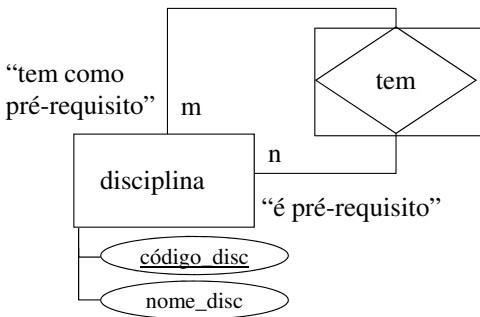 “tem como
pré-requisito”
m
tem
n
disciplina
“é pré-requisito”
código_disc
nome_disc